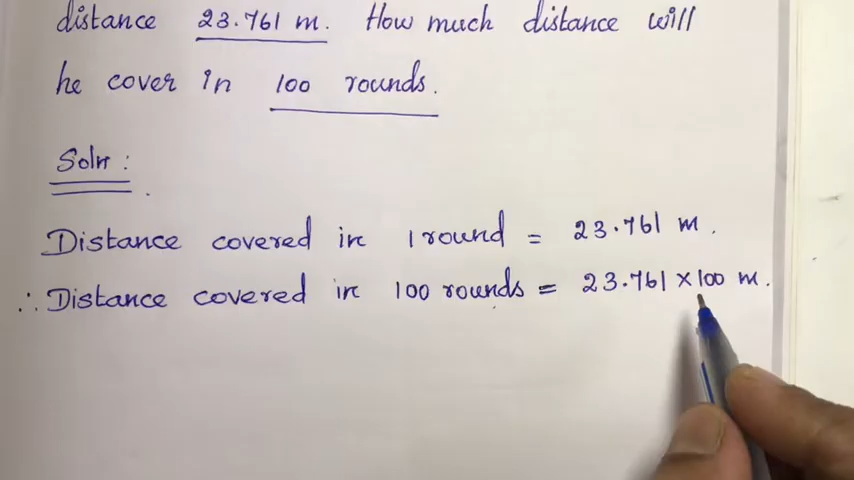 distance 23.761 m. How much distance will
he cover in 100 rounds.
Soln:
Distance covered in 1 round = 23.761 m.
∴ Distance covered in 100 rounds = 23.761 × 100 m.